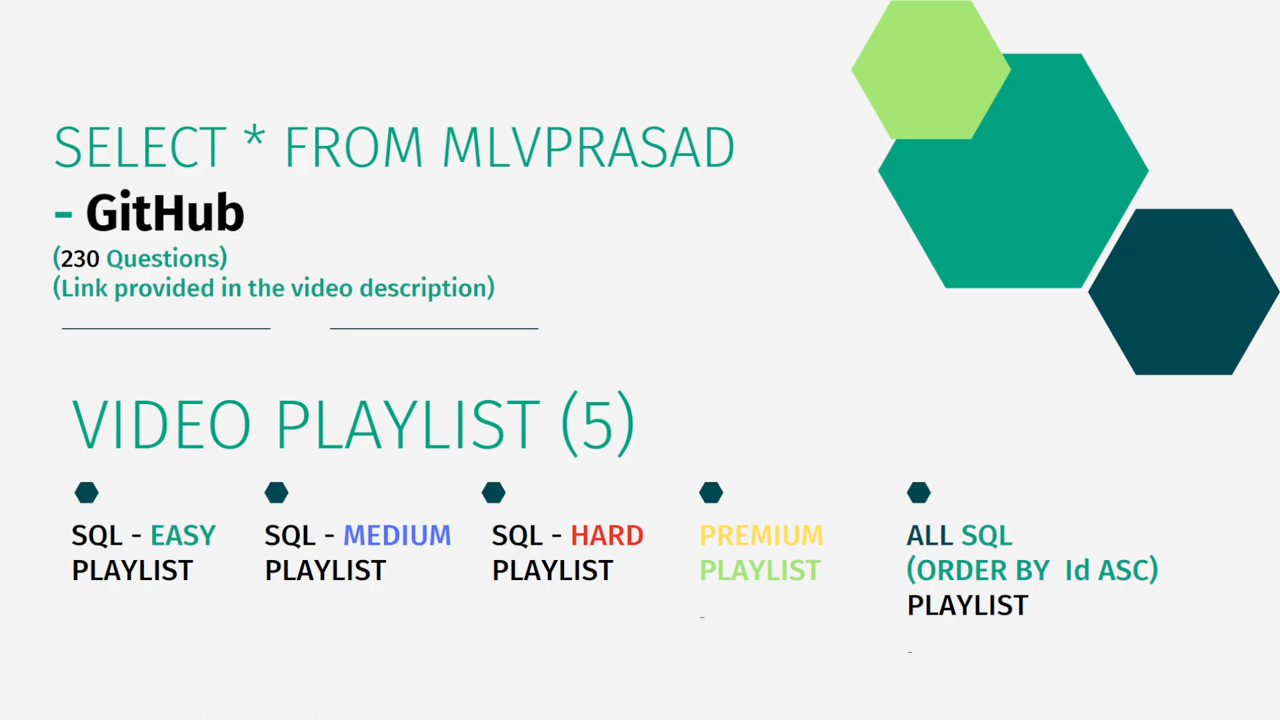 SELECT * FROM MLVPRASAD
- GitHub
(230 Questions)
(Link provided in the video description)
VIDEO PLAYLIST (5)
SQL - EASY
PLAYLIST
SQL - MEDIUM
PLAYLIST
SQL - HARD
PLAYLIST
PREMIUM
PLAYLIST
-
ALL SQL
(ORDER BY Id ASC)
PLAYLIST
-